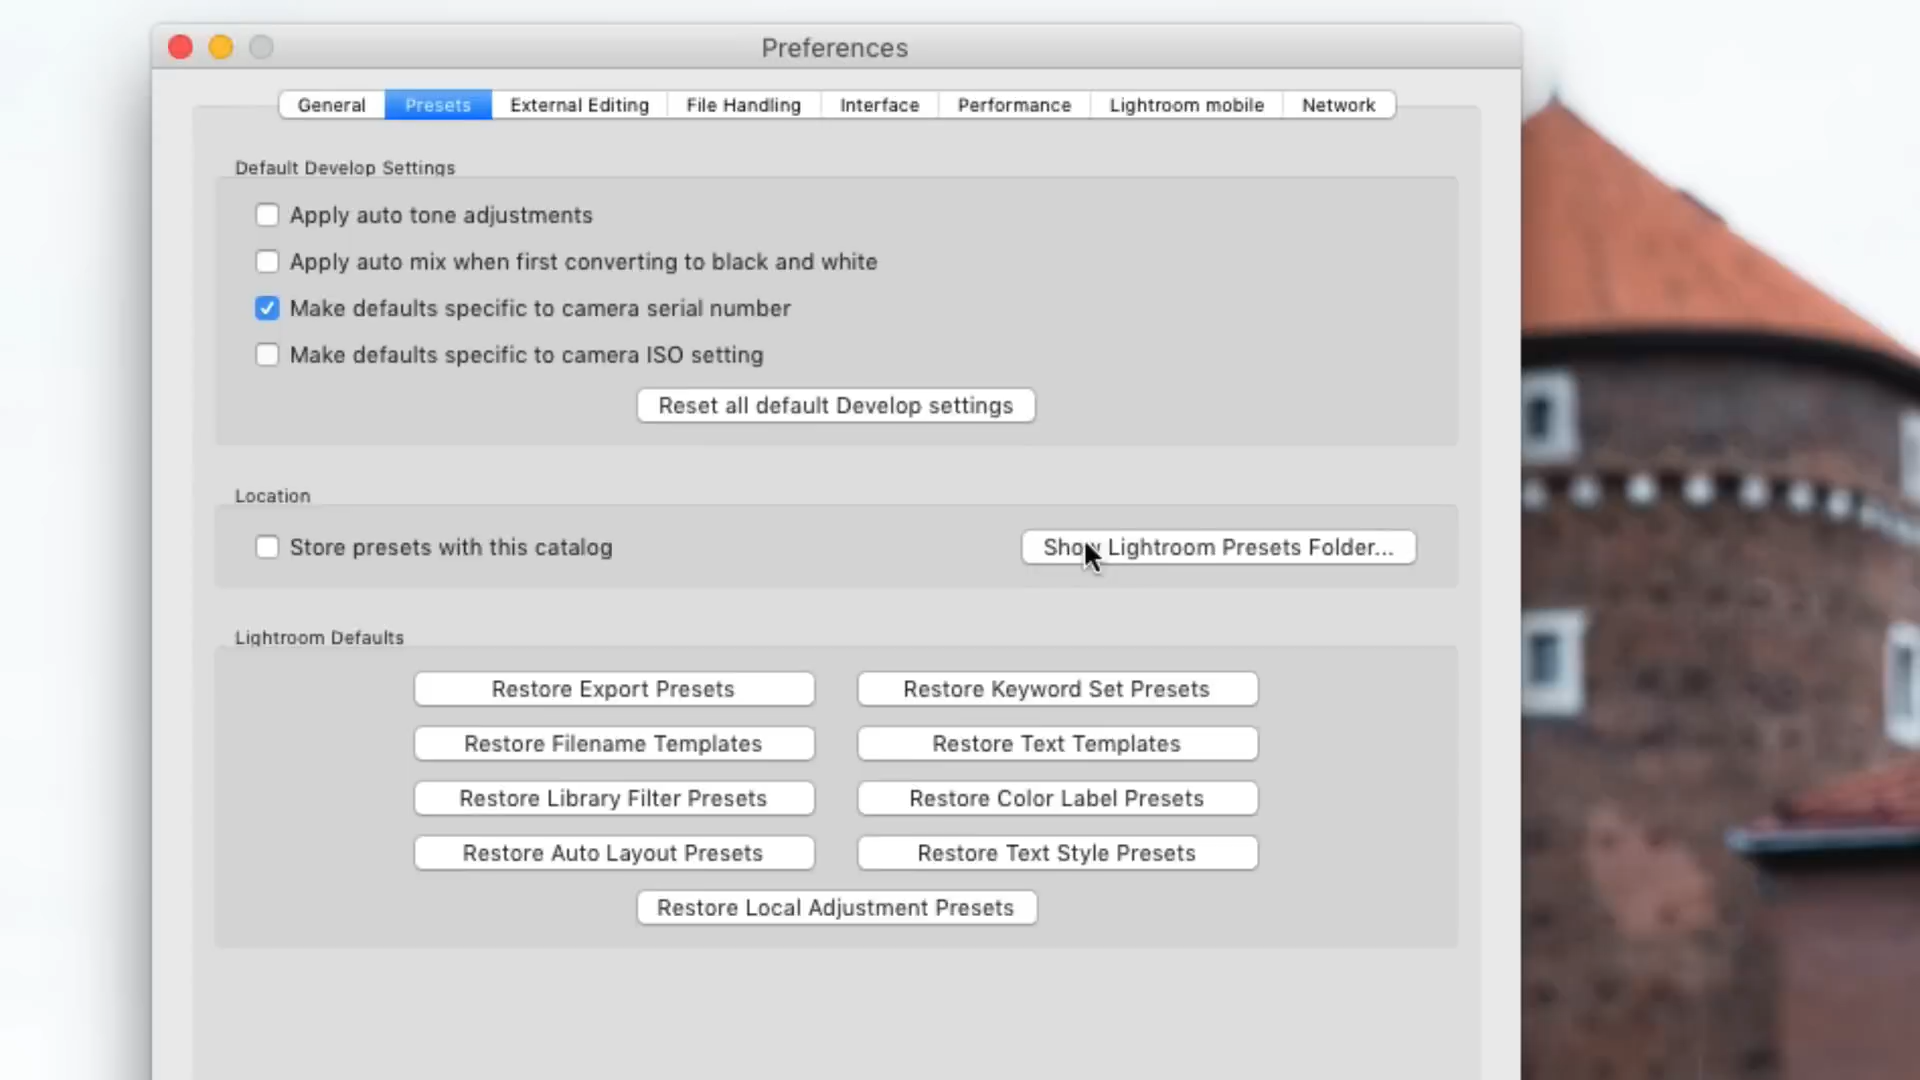 Preferences
General Presets External Editing File Handling Interface Performance Lightroom mobile Network
Default Develop Settings
Apply auto tone adjustments
Apply auto mix when first converting to black and white
Make defaults specific to camera serial number
Make defaults specific to camera ISO setting
Reset all default Develop settings
Location
Store presets with this catalog
Show Lightroom Presets Folder...
Lightroom Defaults
Restore Export Presets
Restore Keyword Set Presets
Restore Filename Templates
Restore Text Templates
Restore Library Filter Presets
Restore Color Label Presets
Restore Auto Layout Presets
Restore Text Style Presets
Restore Local Adjustment Presets